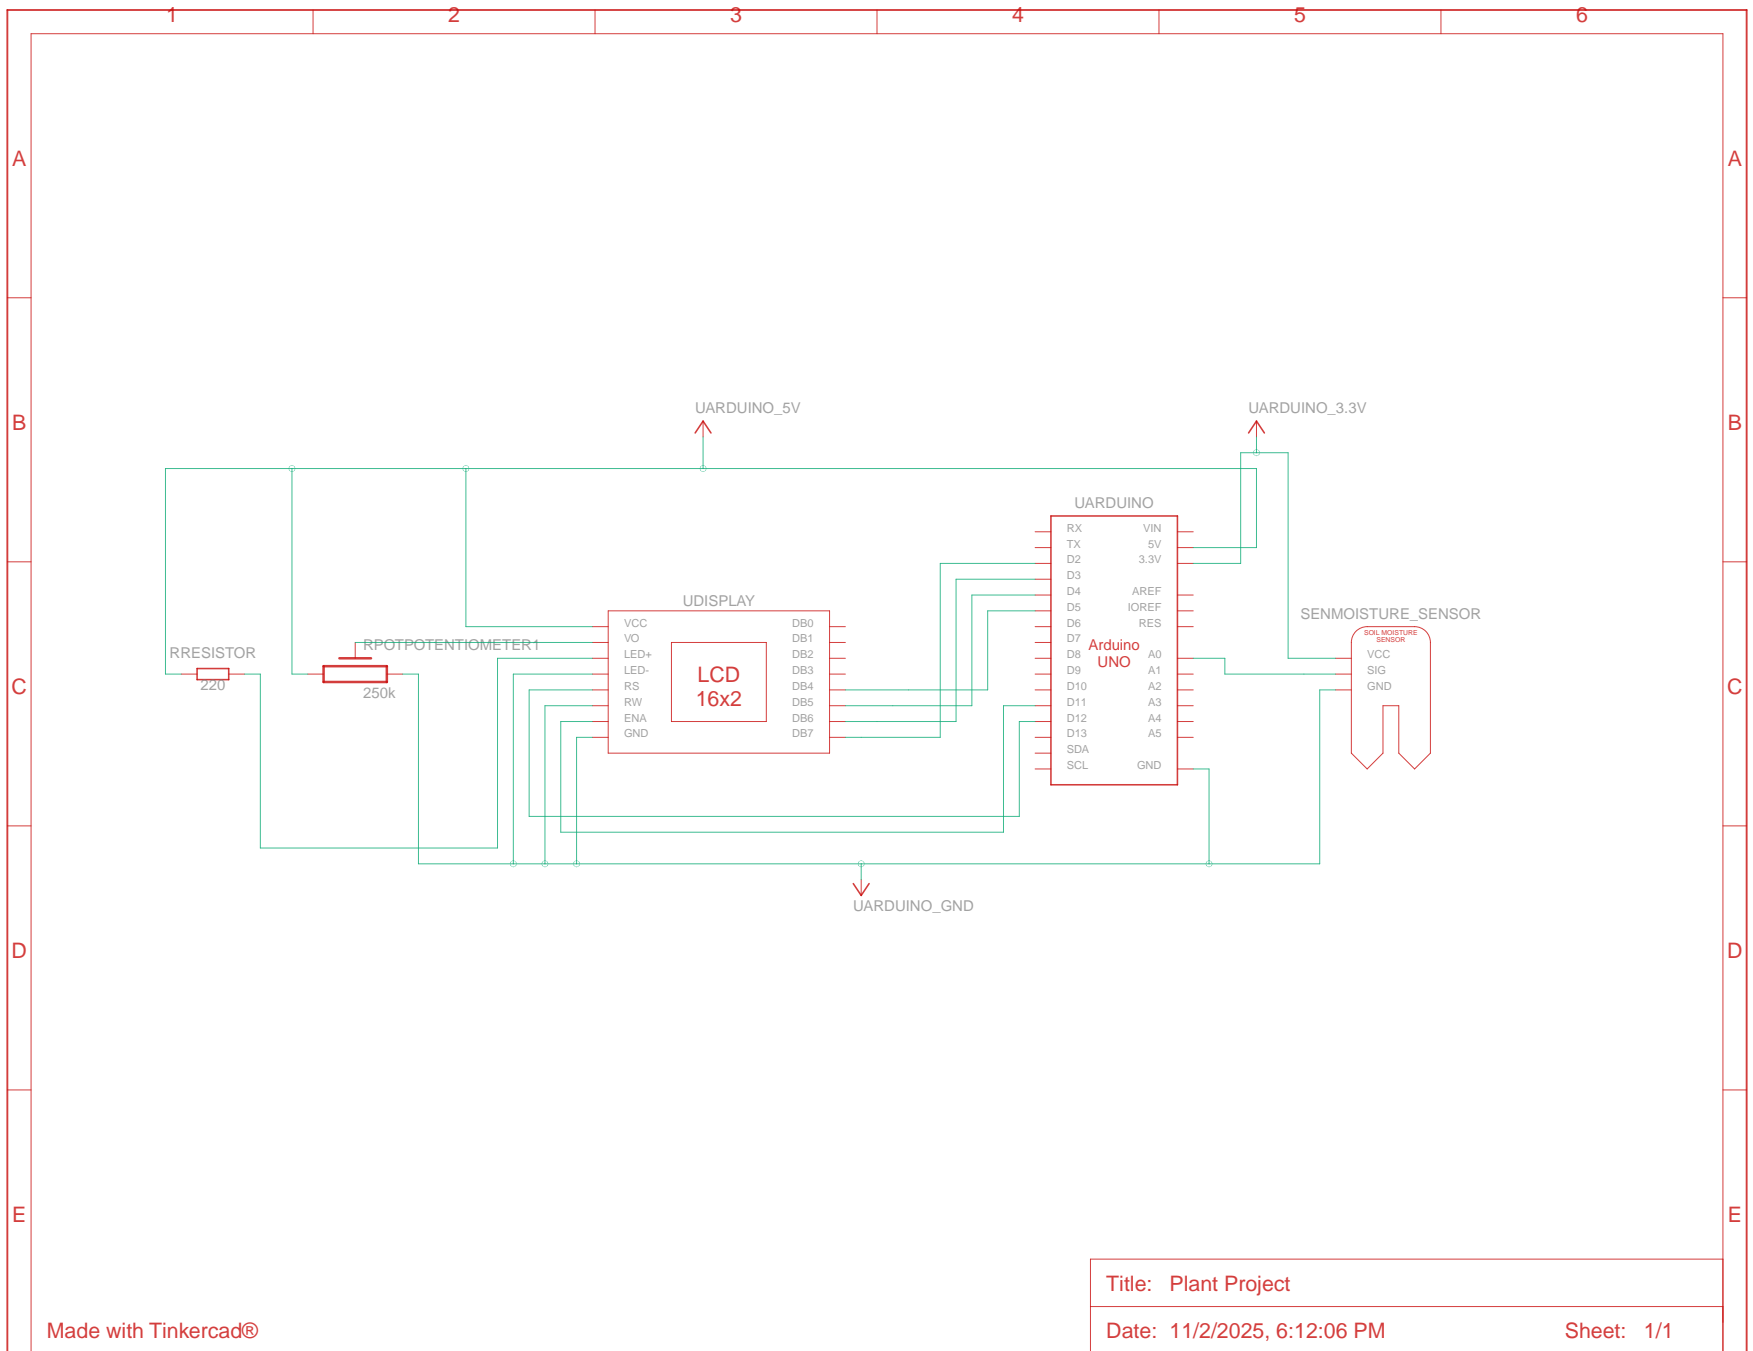 1 2 3 4 5 6
A A
B B
UARDUINO_5V
UARDUINO_3.3V
UARDUINO
RX VIN
TX 5V
D2 3.3V
D3
D4 AREF
D5 IOREF
D6 RES
D7
D8 A0
D9 A1
D10 A2
D11 A3
D12 A4
D13 A5
SDA
SCL GND
Arduino
UNO
UDISPLAY
VCC DB0
VO DB1
LED+ DB2
LED- DB3
RS DB4
RW DB5
ENA DB6
GND DB7
LCD
16x2
RPOTPOTENTIOMETER1
250k
RRESISTOR
220
SENMOISTURE_SENSOR
SOIL MOISTURE
SENSOR
VCC
SIG
GND
C C
UARDUINO_GND
D D
E E
Title: Plant Project
Made with Tinkercad®
Date: 11/2/2025, 6:12:06 PM Sheet: 1/1